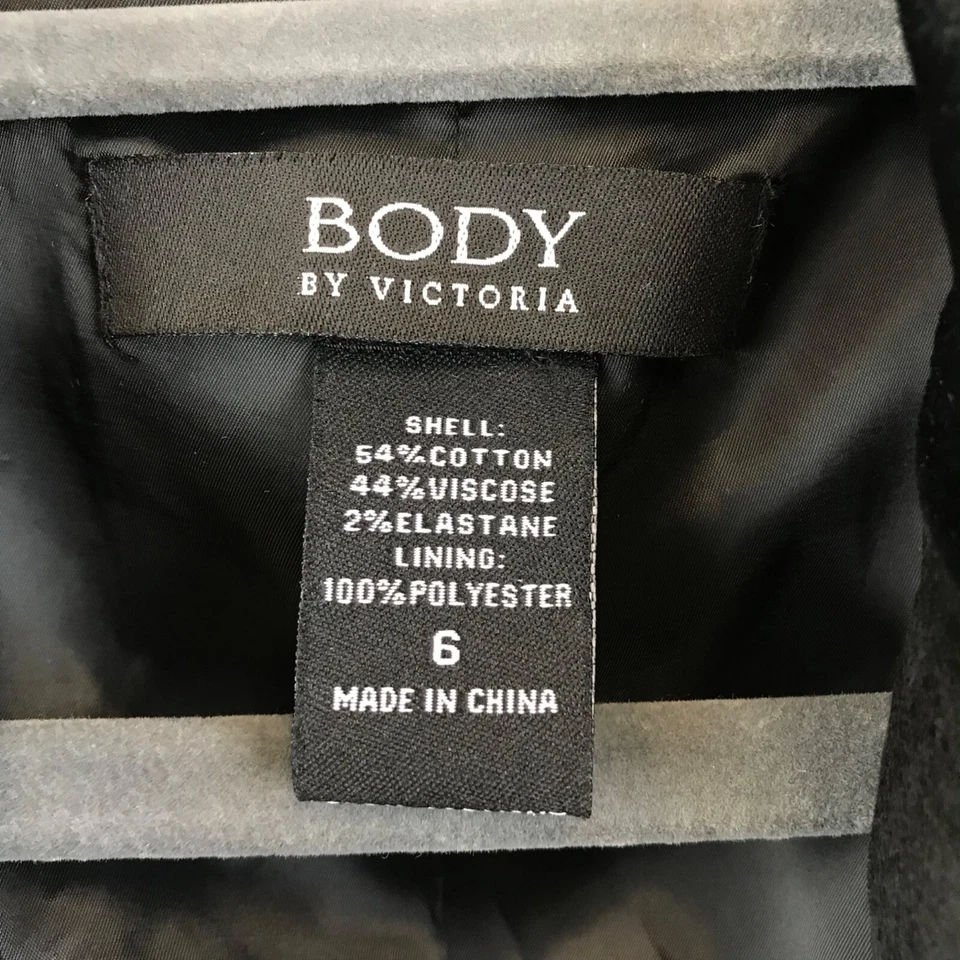 BODY
BY VICTORIA
SHELL:
54%COTTON
44%VISCOSE
2%ELASTANE
LINING:
100%POLYESTER
6
MADE IN CHINA